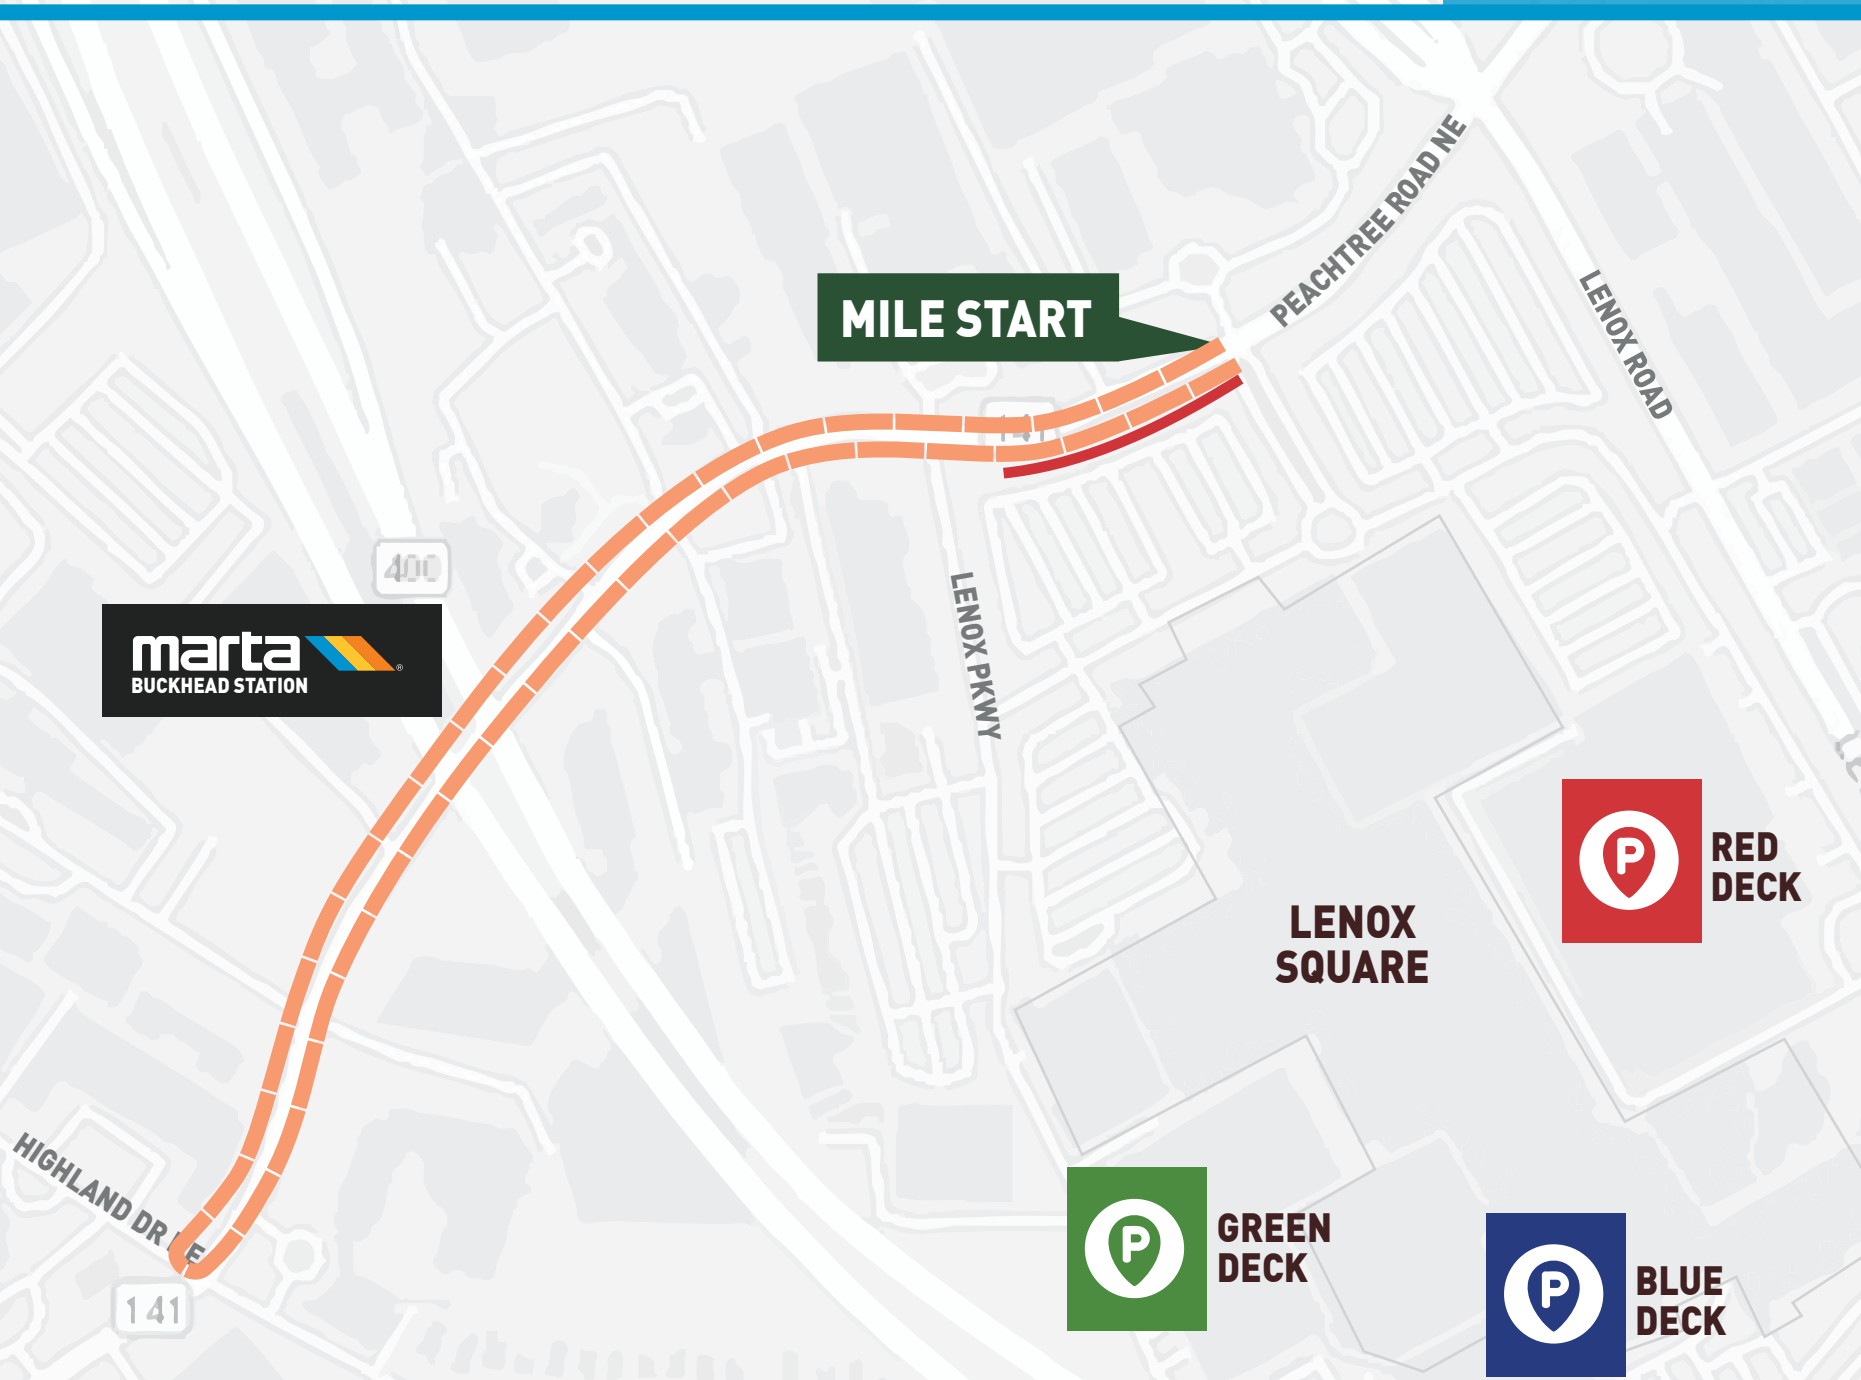 PEACHTREE ROAD NE
LENOX ROAD
MILE START
141
400
marta ®
BUCKHEAD STATION
LENOX PKWY
RED
DECK
LENOX
SQUARE
HIGHLAND DR
GREEN
DECK
BLUE
DECK
141